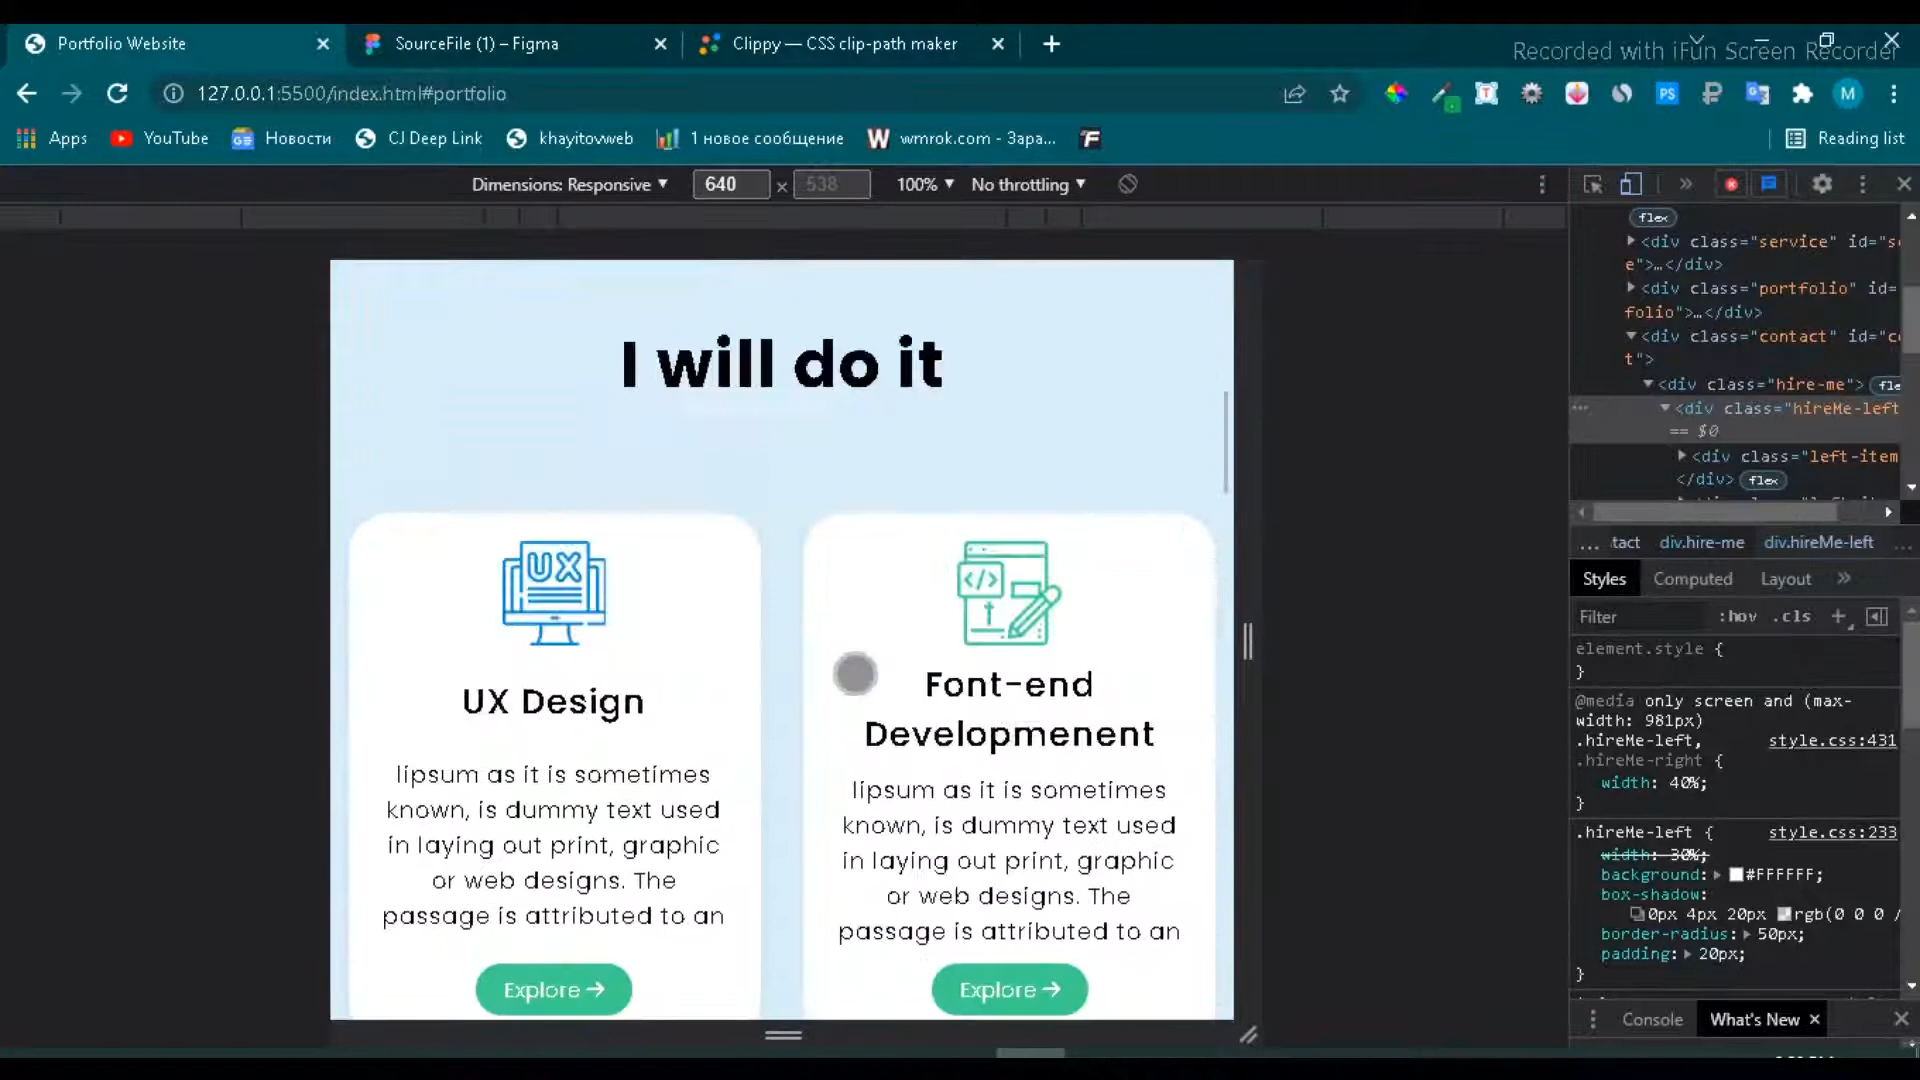 Portfolio Website
SourceFile (1) – Figma
Clippy — CSS clip-path maker
Recorded with iFun Screen Recorder
127.0.0.1:5500/index.html#portfolio
PS
M
Apps
YouTube
Новости
CJ Deep Link
khayitovweb
1 новое сообщение
wmrok.com - Зара...
Reading list
Dimensions: Responsive
640
×
538
100%
No throttling
flex
<div class="service" id="s
e">…</div>
<div class="portfolio" id=
folio">…</div>
<div class="contact" id="c
t">
<div class="hire-me">
fle
<div class="hireMe-left
== $0
<div class="left-item
</div>
flex
... tact
div.hire-me
div.hireMe-left
...
Styles
Computed
Layout
Filter
:hov
.cls
element.style {
}
@media only screen and (max-
width: 981px)
.hireMe-left,
style.css:431
.hireMe-right {
width: 40%;
}
.hireMe-left {
style.css:233
width: 30%;
background: #FFFFFF;
box-shadow:
0px 4px 20px rgb(0 0 0 /
border-radius: 50px;
padding: 20px;
}
Console
What's New
I will do it
UX
UX Design
lipsum as it is sometimes
known, is dummy text used
in laying out print, graphic
or web designs. The
passage is attributed to an
Explore →
</>
Font-end
Developmenent
lipsum as it is sometimes
known, is dummy text used
in laying out print, graphic
or web designs. The
passage is attributed to an
Explore →